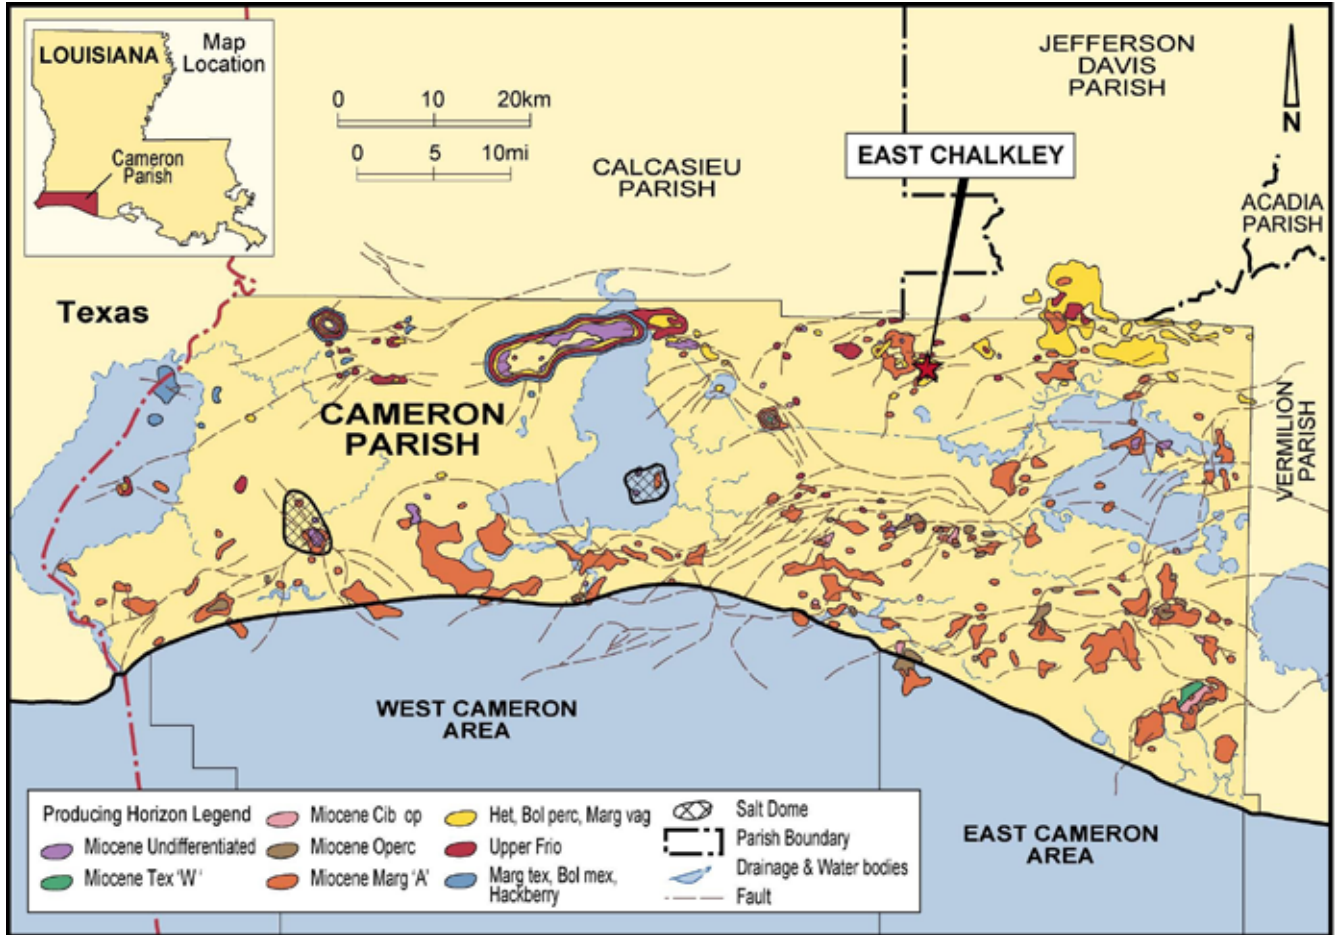 LOUISIANA
Map
Location
Cameron
Parish
0 10 20km
0 5 10mi
JEFFERSON
DAVIS
PARISH
N
CALCASIEU
PARISH
EAST CHALKLEY
ACADIA
PARISH
Texas
CAMERON
PARISH
VERMILION
PARISH
WEST CAMERON
AREA
EAST CAMERON
AREA
Producing Horizon Legend
Miocene Undifferentiated
Miocene Tex 'W'
Miocene Cib op
Miocene Operc
Miocene Marg 'A'
Het, Bol perc, Marg vag
Upper Frio
Marg tex, Bol mex,
Hackberry
Salt Dome
Parish Boundary
Drainage & Water bodies
Fault